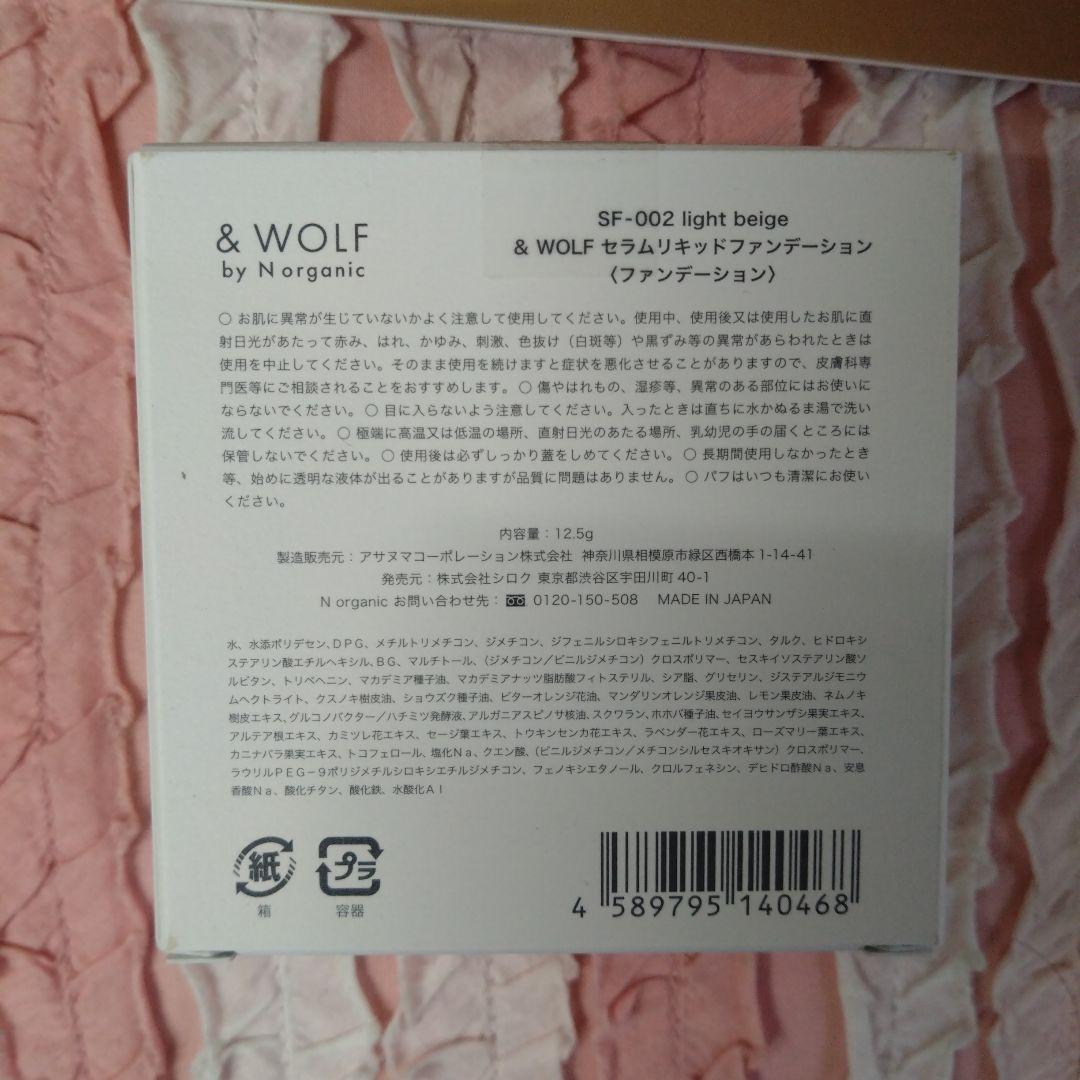 & WOLF
by N organic
SF-002 light beige
& WOLF セラムリキッドファンデーション
〈ファンデーション〉
○ お肌に異常が生じていないかよく注意して使用してください。使用中、使用後又は使用したお肌に直
射日光があたって赤み、はれ、かゆみ、刺激、色抜け（白斑等）や黒ずみ等の異常があらわれたときは
使用を中止してください。そのまま使用を続けますと症状を悪化させることがありますので、皮膚科専
門医等にご相談されることをおすすめします。○ 傷やはれもの、湿疹等、異常のある部位にはお使いに
ならないでください。○ 目に入らないよう注意してください。入ったときは直ちに水かぬるま湯で洗い
流してください。○ 極端に高温又は低温の場所、直射日光のあたる場所、乳幼児の手の届くところには
保管しないでください。○ 使用後は必ずしっかり蓋をしめてください。○ 長期間使用しなかったとき
等、始めに透明な液体が出ることがありますが品質に問題はありません。○ パフはいつも清潔にお使い
ください。
内容量：12.5g
製造販売元：アサヌマコーポレーション株式会社 神奈川県相模原市緑区西橋本 1-14-41
発売元：株式会社シロク 東京都渋谷区宇田川町 40-1
N organic お問い合わせ先： 0120-150-508 MADE IN JAPAN
水、水添ポリデセン、DPG、メチルトリメチコン、ジメチコン、ジフェニルシロキシフェニルトリメチコン、タルク、ヒドロキシ
ステアリン酸エチルヘキシル、BG、マルチトール、（ジメチコン／ビニルジメチコン）クロスポリマー、セスキイソステアリン酸ソ
ルビタン、トリベヘニン、マカデミア種子油、マカデミアナッツ脂肪酸フィトステリル、シア脂、グリセリン、ジステアルジモニウ
ムヘクトライト、クスノキ樹皮油、ショウズク種子油、ビターオレンジ花油、マンダリンオレンジ果皮油、レモン果皮油、ネムノキ
樹皮エキス、グルコノバクター／ハチミツ発酵液、アルガニアスピノサ核油、スクワラン、ホホバ種子油、セイヨウサンザシ果実エキス、
アルテア根エキス、カミツレ花エキス、セージ葉エキス、トウキンセンカ花エキス、ラベンダー花エキス、ローズマリー葉エキス、
カニナバラ果実エキス、トコフェロール、塩化Na、クエン酸、（ビニルジメチコン／メチコンシルセスキオキサン）クロスポリマー、
ラウリルPEG－9ポリジメチルシロキシエチルジメチコン、フェノキシエタノール、クロルフェネシン、デヒドロ酢酸Na、安息
香酸Na、酸化チタン、酸化鉄、水酸化Al
紙
箱
プラ
容器
4 589795 140468